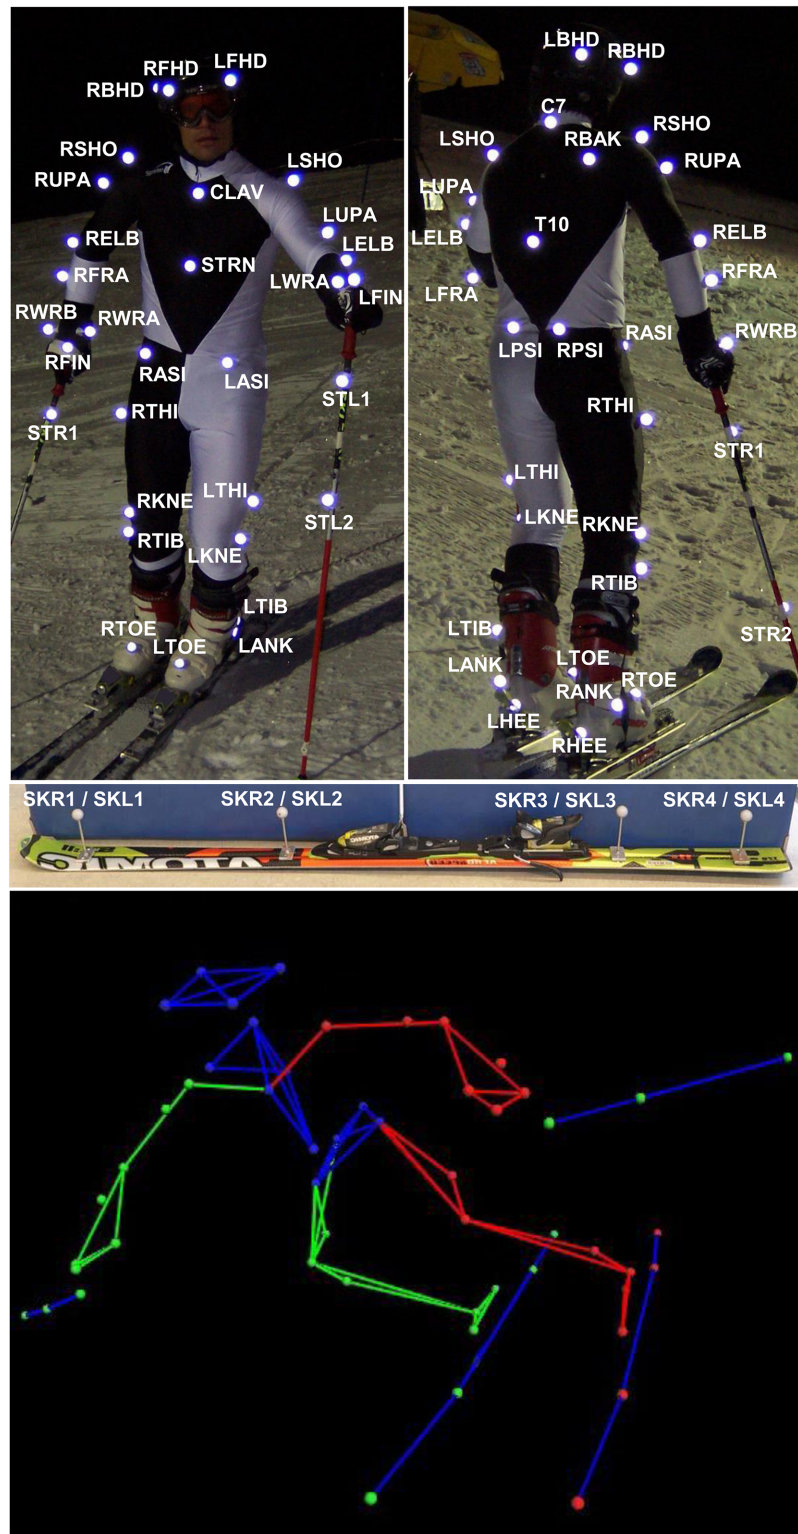 RFHD LFHD
RBHD
RSHO
LSHO
RUPA
CLAV
LUPA
RELB
LELB
STRN
RFRA
LWRA
LFIN
RWRB
RWRA
RFIN
RASI
LASI
STL1
RTHI
STR1
LTHI
RKNE
STL2
RTIB
LKNE
LTIB
RTOE
LTOE
LANK
LBHD
RBHD
C7
RSHO
LSHO
RBAK
RUPA
LUPA
LELB
T10
RELB
LFRA
RFRA
LPSI RPSI RASI RWRB
RTHI
STR1
LTHI
LKNE RKNE
RTIB
LTIB
STR2
LANK
LTOE
RTOE
RANK
LHEE
RHEE
SKR1 / SKL1 SKR2 / SKL2 SKR3 / SKL3 SKR4 / SKL4